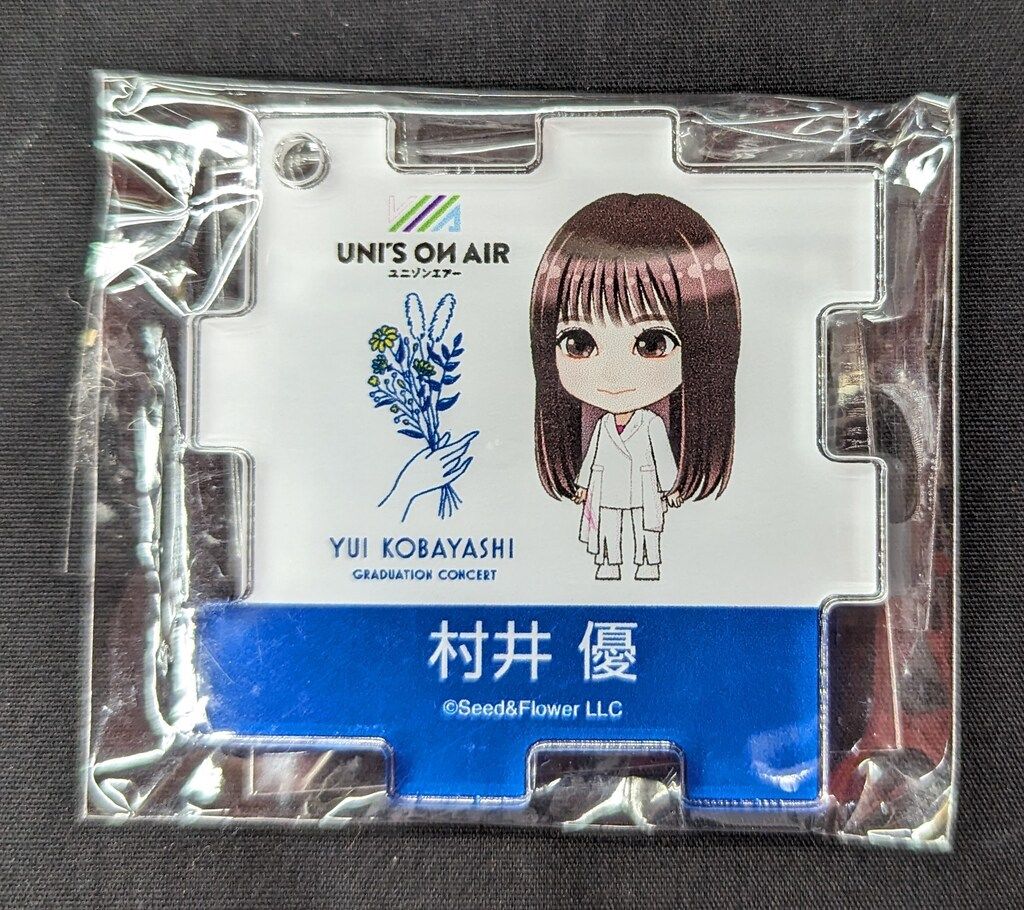 UNI'S ON AIR
ユニゾンエアー
YUI KOBAYASHI
GRADUATION CONCERT
村井 優
©Seed&Flower LLC